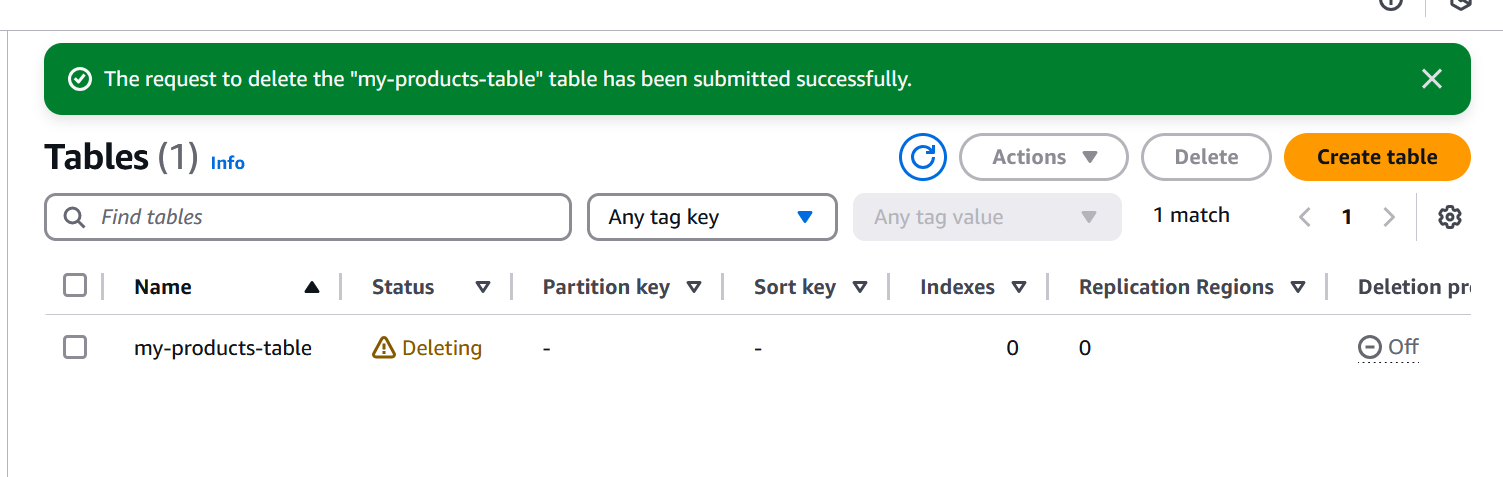 The request to delete the "my-products-table" table has been submitted successfully.
Tables (1) Info Actions Delete Create table
Find tables Any tag key Any tag value 1 match 1
Name Status Partition key Sort key Indexes Replication Regions Deletion
my-products-table Deleting - - 0 0 Off